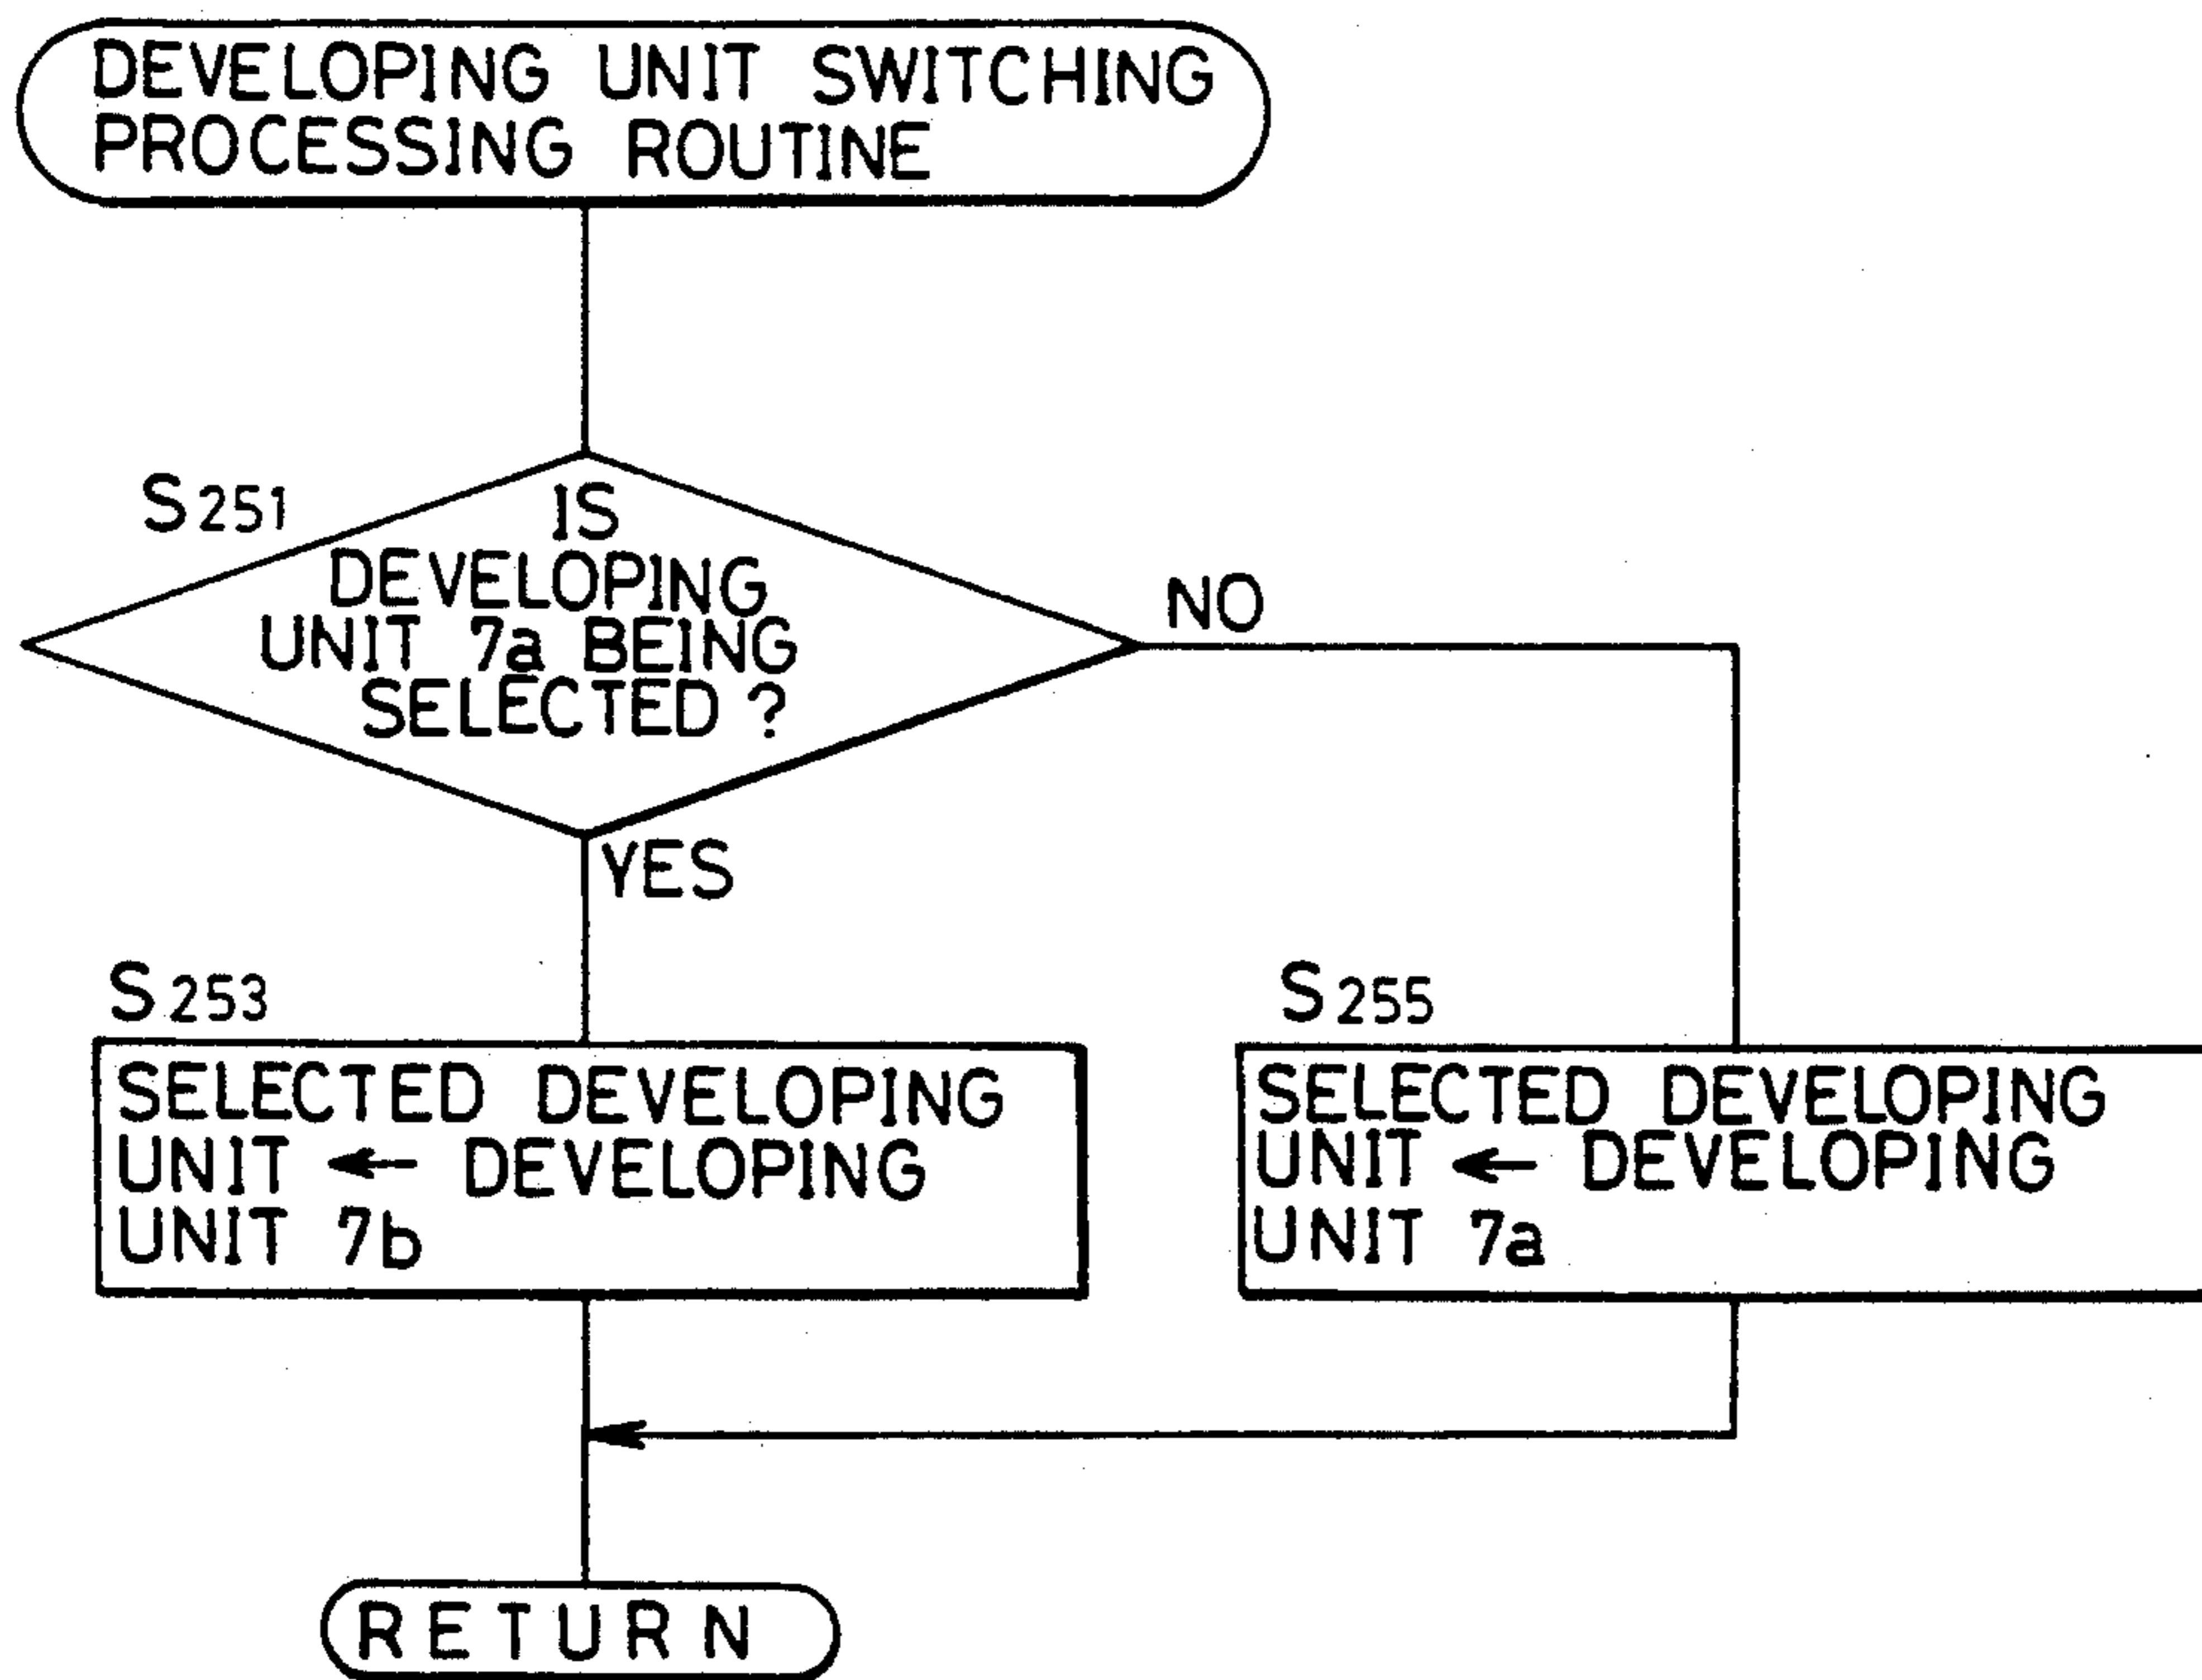 DEVELOPING UNIT SWITCHING
PROCESSING ROUTINE
S251
IS
DEVELOPING
UNIT 7a BEING
SELECTED ?
NO
YES
S253
SELECTED DEVELOPING
UNIT ← DEVELOPING
UNIT 7b
S255
SELECTED DEVELOPING
UNIT ← DEVELOPING
UNIT 7a
RETURN